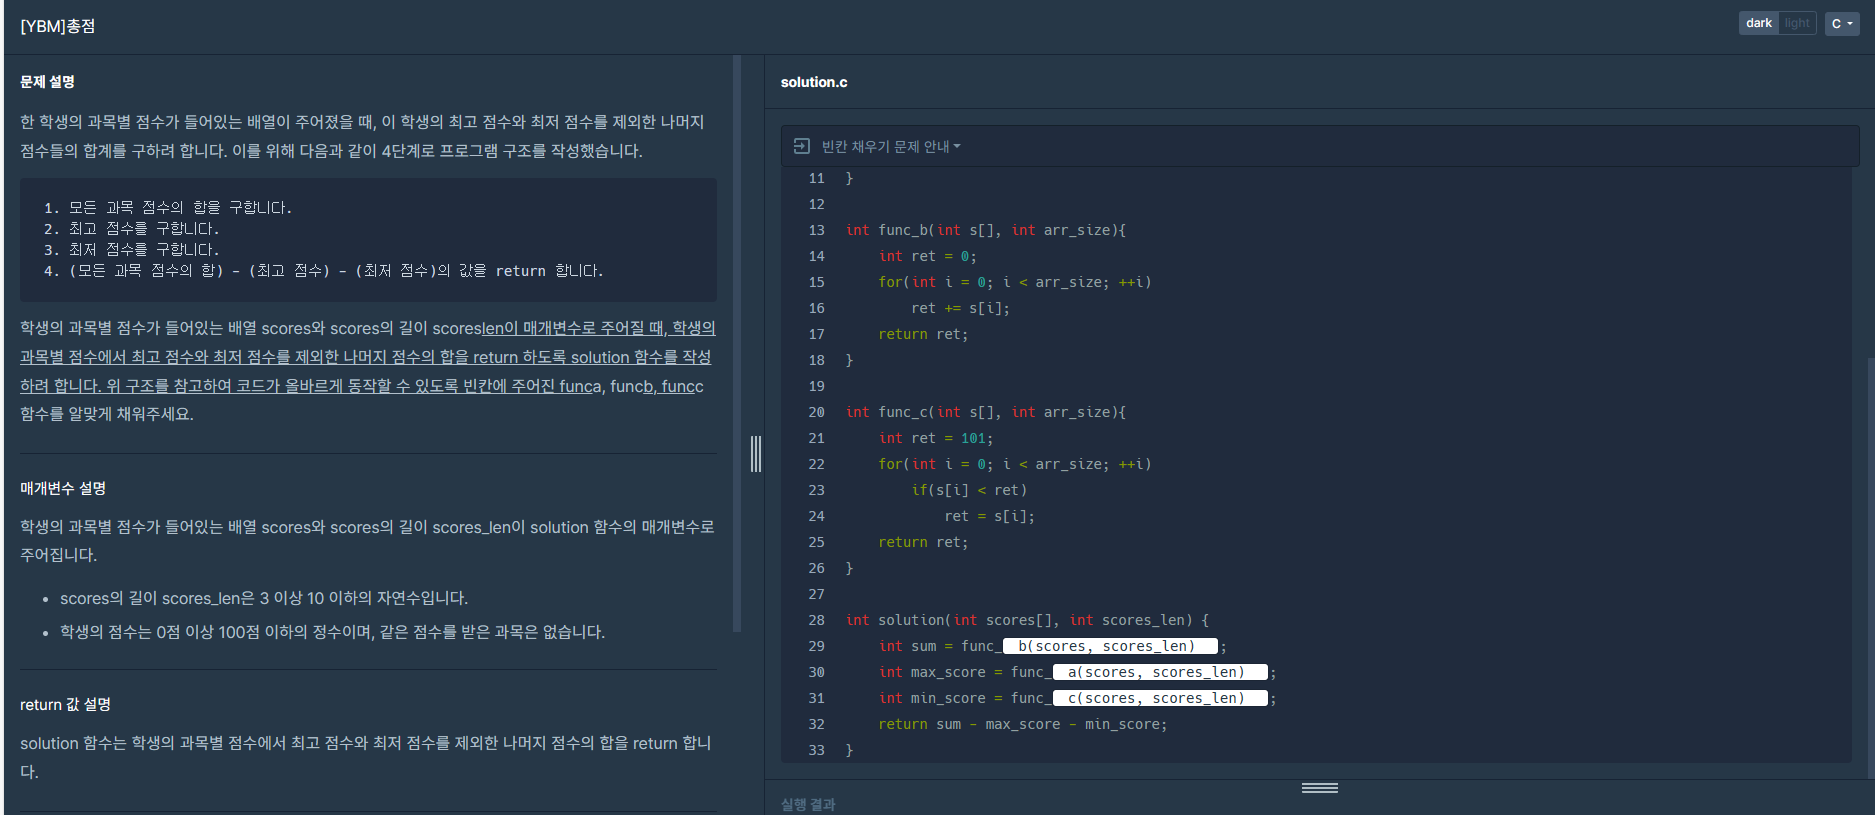 [YBM]총점
dark light C
문제 설명
한 학생의 과목별 점수가 들어있는 배열이 주어졌을 때, 이 학생의 최고 점수와 최저 점수를 제외한 나머지
점수들의 합계를 구하려 합니다. 이를 위해 다음과 같이 4단계로 프로그램 구조를 작성했습니다.
1. 모든 과목 점수의 합을 구합니다.
2. 최고 점수를 구합니다.
3. 최저 점수를 구합니다.
4. (모든 과목 점수의 합) - (최고 점수) - (최저 점수)의 값을 return 합니다.
학생의 과목별 점수가 들어있는 배열 scores와 scores의 길이 scoreslen이 매개변수로 주어질 때, 학생의
과목별 점수에서 최고 점수와 최저 점수를 제외한 나머지 점수의 합을 return 하도록 solution 함수를 작성
하려 합니다. 위 구조를 참고하여 코드가 올바르게 동작할 수 있도록 빈칸에 주어진 funca, funcb, funcc
함수를 알맞게 채워주세요.
매개변수 설명
학생의 과목별 점수가 들어있는 배열 scores와 scores의 길이 scores_len이 solution 함수의 매개변수로
주어집니다.
• scores의 길이 scores_len은 3 이상 10 이하의 자연수입니다.
• 학생의 점수는 0점 이상 100점 이하의 정수이며, 같은 점수를 받은 과목은 없습니다.
return 값 설명
solution 함수는 학생의 과목별 점수에서 최고 점수와 최저 점수를 제외한 나머지 점수의 합을 return 합니
다.
solution.c
빈칸 채우기 문제 안내
11 }
12
13 int func_b(int s[], int arr_size){
14 int ret = 0;
15 for(int i = 0; i < arr_size; ++i)
16 ret += s[i];
17 return ret;
18 }
19
20 int func_c(int s[], int arr_size){
21 int ret = 101;
22 for(int i = 0; i < arr_size; ++i)
23 if(s[i] < ret)
24 ret = s[i];
25 return ret;
26 }
27
28 int solution(int scores[], int scores_len) {
29 int sum = func_b(scores, scores_len) ;
30 int max_score = func_a(scores, scores_len) ;
31 int min_score = func_c(scores, scores_len) ;
32 return sum - max_score - min_score;
33 }
실행 결과